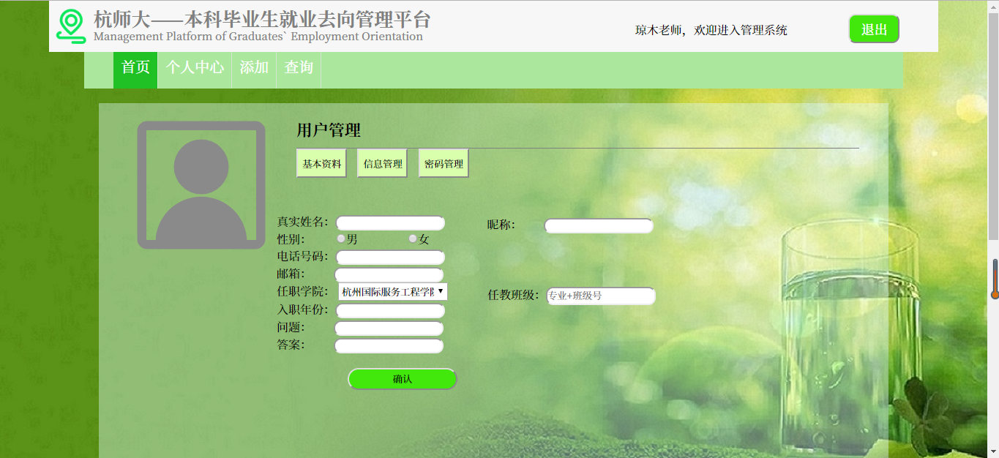 杭师大——本科毕业生就业去向管理平台
Management Platform of Graduates` Employment Orientation
琼木老师，欢迎进入管理系统
退出
首页 个人中心 添加 查询
用户管理
基本资料 信息管理 密码管理
真实姓名： 昵称：
性别： 男 女
电话号码：
邮箱：
任职学院： 杭州国际服务工程学院 任教班级： 专业+班级号
入职年份：
问题：
答案：
确认